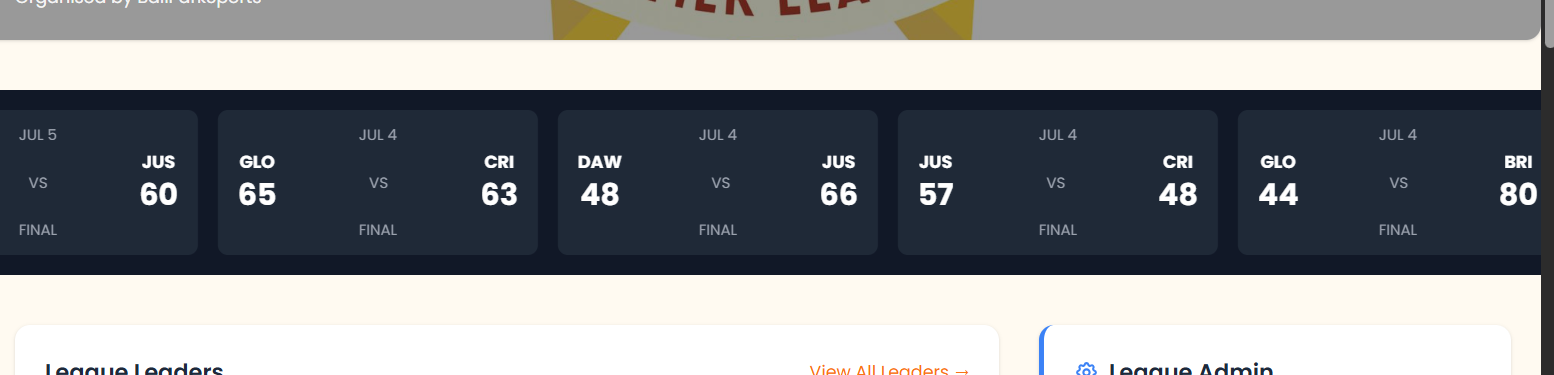 Organised by BallParksports
JUL 5
VS
JUS
60
FINAL
JUL 4
GLO
65
VS
CRI
63
FINAL
JUL 4
DAW
48
VS
JUS
66
FINAL
JUL 4
JUS
57
VS
CRI
48
FINAL
JUL 4
GLO
44
VS
BRI
80
FINAL
League Leaders
View All Leaders →
League Admin